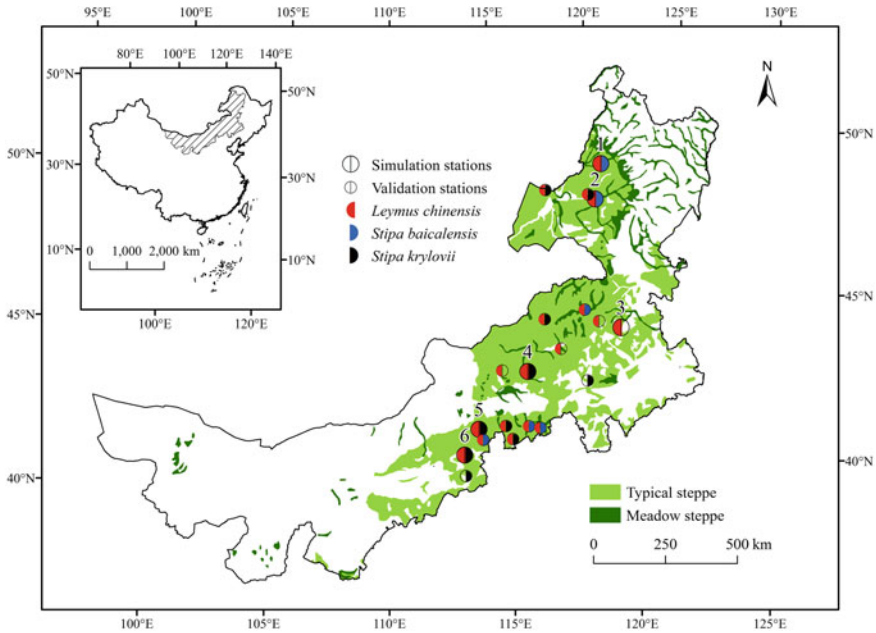 95°E 100°E 105°E 110°E 115°E 120°E 130°E
80°E 100°E 120°E 140°E
50°N
30°N
10°N
50°N
30°N
10°N
0 1,000 2,000 km
100°E 120°E
Simulation stations
Validation stations
Leymus chinensis
Stipa baicalensis
Stipa krylovii
N
50°N
45°N
40°N
50°N
45°N
40°N
1
2
3
4
5
6
Typical steppe
Meadow steppe
0 250 500 km
100°E 105°E 110°E 115°E 120°E 125°E